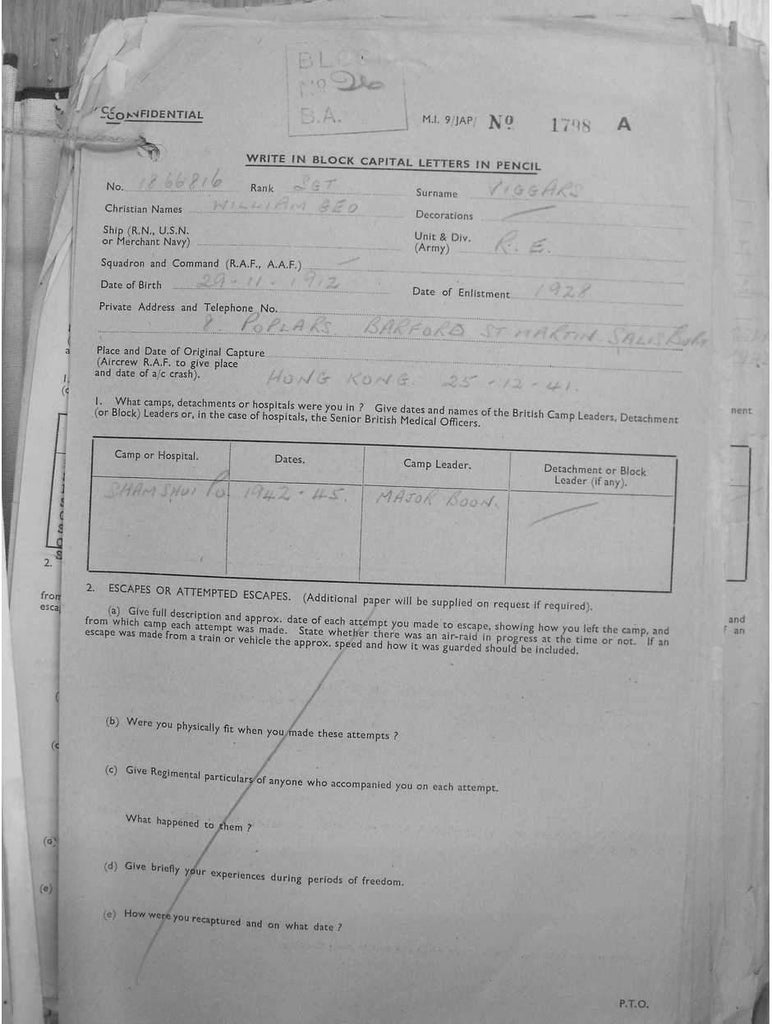 BLOCK
No 26
B.A.
CONFIDENTIAL
M.I. 9/JAP/ No 1798 A
WRITE IN BLOCK CAPITAL LETTERS IN PENCIL
No. 1866816 Rank SGT Surname VIGGARS
Christian Names WILLIAM GEO Decorations —
Ship (R.N., U.S.N.
or Merchant Navy)
Unit & Div.
(Army) R. E.
Squadron and Command (R.A.F., A.A.F.) —
Date of Birth 29-11-1912 Date of Enlistment 1928
Private Address and Telephone No.
8 POPLARS BARFORD ST MARTIN SALISBURY
Place and Date of Original Capture
(Aircrew R.A.F. to give place
and date of a/c crash).
HONG KONG. 25-12-41.
1. What camps, detachments or hospitals were you in ? Give dates and names of the British Camp Leaders, Detachment
(or Block) Leaders or, in the case of hospitals, the Senior British Medical Officers.
Camp or Hospital. Dates. Camp Leader. Detachment or Block
Leader (if any).
SHAMSHUI PO. 1942-45. MAJOR BOON. —
2. ESCAPES OR ATTEMPTED ESCAPES. (Additional paper will be supplied on request if required).
(a) Give full description and approx. date of each attempt you made to escape, showing how you left the camp, and
from which camp each attempt was made. State whether there was an air-raid in progress at the time or not. If an
escape was made from a train or vehicle the approx. speed and how it was guarded should be included.
(b) Were you physically fit when you made these attempts ?
(c) Give Regimental particulars of anyone who accompanied you on each attempt.
What happened to them ?
(d) Give briefly your experiences during periods of freedom.
(e) How were you recaptured and on what date ?
P.T.O.